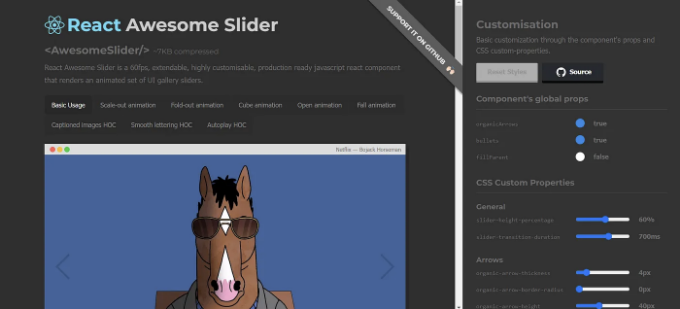 React Awesome Slider
<AwesomeSlider/> ~7KB compressed
React Awesome Slider is a 60fps, extendable, highly customisable, production ready javascript react component
that renders an animated set of UI gallery sliders.
Basic Usage Scale-out animation Fold-out animation Cube animation Open animation Fall animation
Captioned images HOC Smooth lettering HOC Autoplay HOC
Netflix — Bojack Horseman
SUPPORT IT ON GITHUB
Customisation
Basic customization through the component's props and
CSS custom-properties.
Reset Styles Source
Component's global props
organicArrows true
bullets true
fillParent false
CSS Custom Properties
General
slider-height-percentage 60%
slider-transition-duration 700ms
Arrows
organic-arrow-thickness 4px
organic-arrow-border-radius 0px
organic-arrow-height 40px